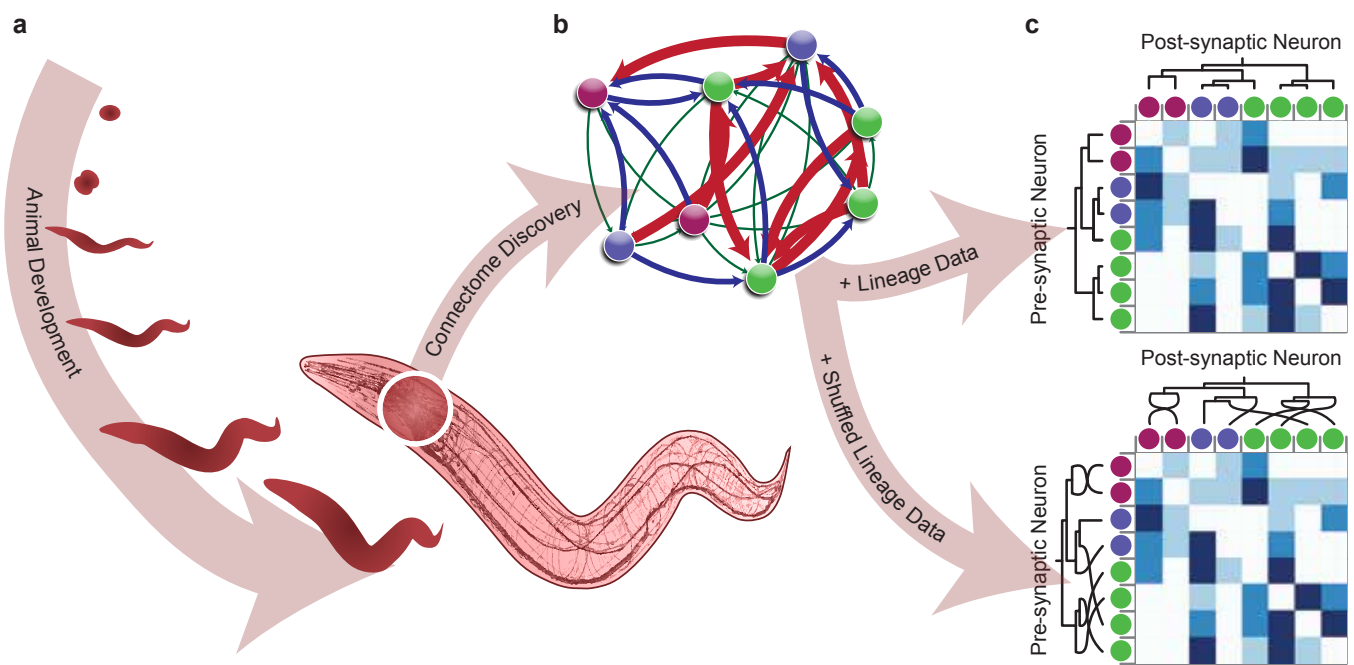 a
b
c
Animal Development
Connectome Discovery
+ Lineage Data
+ Shuffled Lineage Data
Post-synaptic Neuron
Pre-synaptic Neuron
Post-synaptic Neuron
Pre-synaptic Neuron